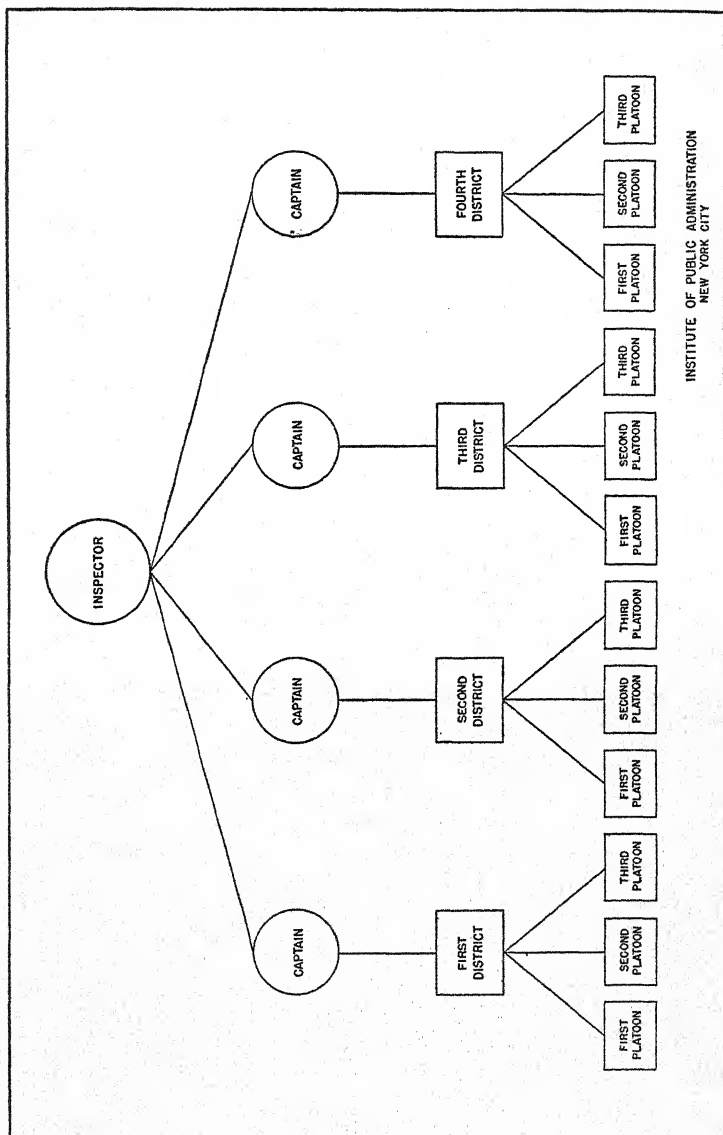 INSPECTOR
CAPTAIN
CAPTAIN
CAPTAIN
CAPTAIN
FIRST
DISTRICT
SECOND
DISTRICT
THIRD
DISTRICT
FOURTH
DISTRICT
FIRST
PLATOON
SECOND
PLATOON
THIRD
PLATOON
FIRST
PLATOON
SECOND
PLATOON
THIRD
PLATOON
FIRST
PLATOON
SECOND
PLATOON
THIRD
PLATOON
FIRST
PLATOON
SECOND
PLATOON
THIRD
PLATOON
INSTITUTE OF PUBLIC ADMINISTRATION
NEW YORK CITY